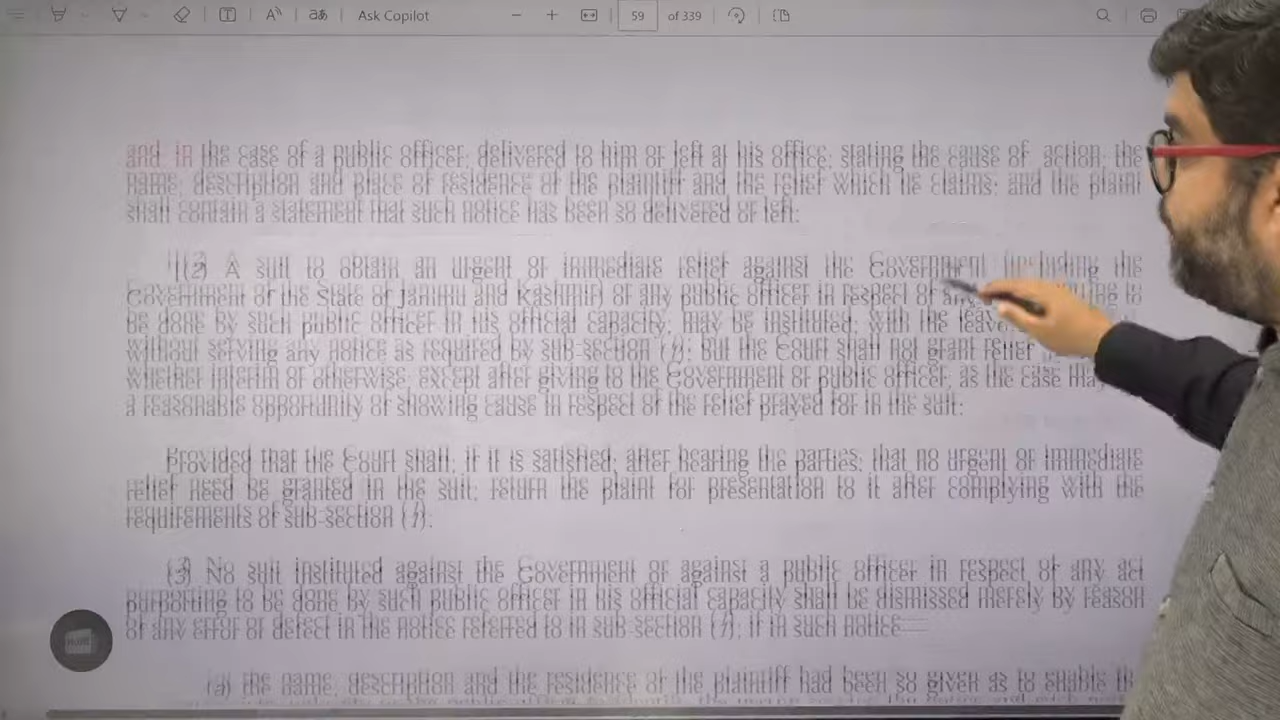 Ask Copilot
59 of 339
and, in the case of a public officer, delivered to him or left at his office, stating the cause of action, the
name, description and place of residence of the plaintiff and the relief which he claims; and the plaint
shall contain a statement that such notice has been so delivered or left:
(2) A suit to obtain an urgent or immediate relief against the Government (including the
Government of the State of Jammu and Kashmir) or any public officer in respect of any to
be done by such public officer in his official capacity, may be instituted, with the leave
without serving any notice as required by sub-section (1); but the Court shall not grant relief
whether interim or otherwise, except after giving to the Government or public officer, as the case may
a reasonable opportunity of showing cause in respect of the relief prayed for in the suit:
Provided that the Court shall, if it is satisfied, after hearing the parties, that no urgent or immediate
relief need be granted in the suit, return the plaint for presentation to it after complying with the
requirements of sub-section (1).
(3) No suit instituted against the Government or against a public officer in respect of any act
purporting to be done by such public officer in his official capacity shall be dismissed merely by reason
of any error or defect in the notice referred to in sub-section (1), if in such notice—
(a) the name, description and the residence of the plaintiff had been so given as to enable